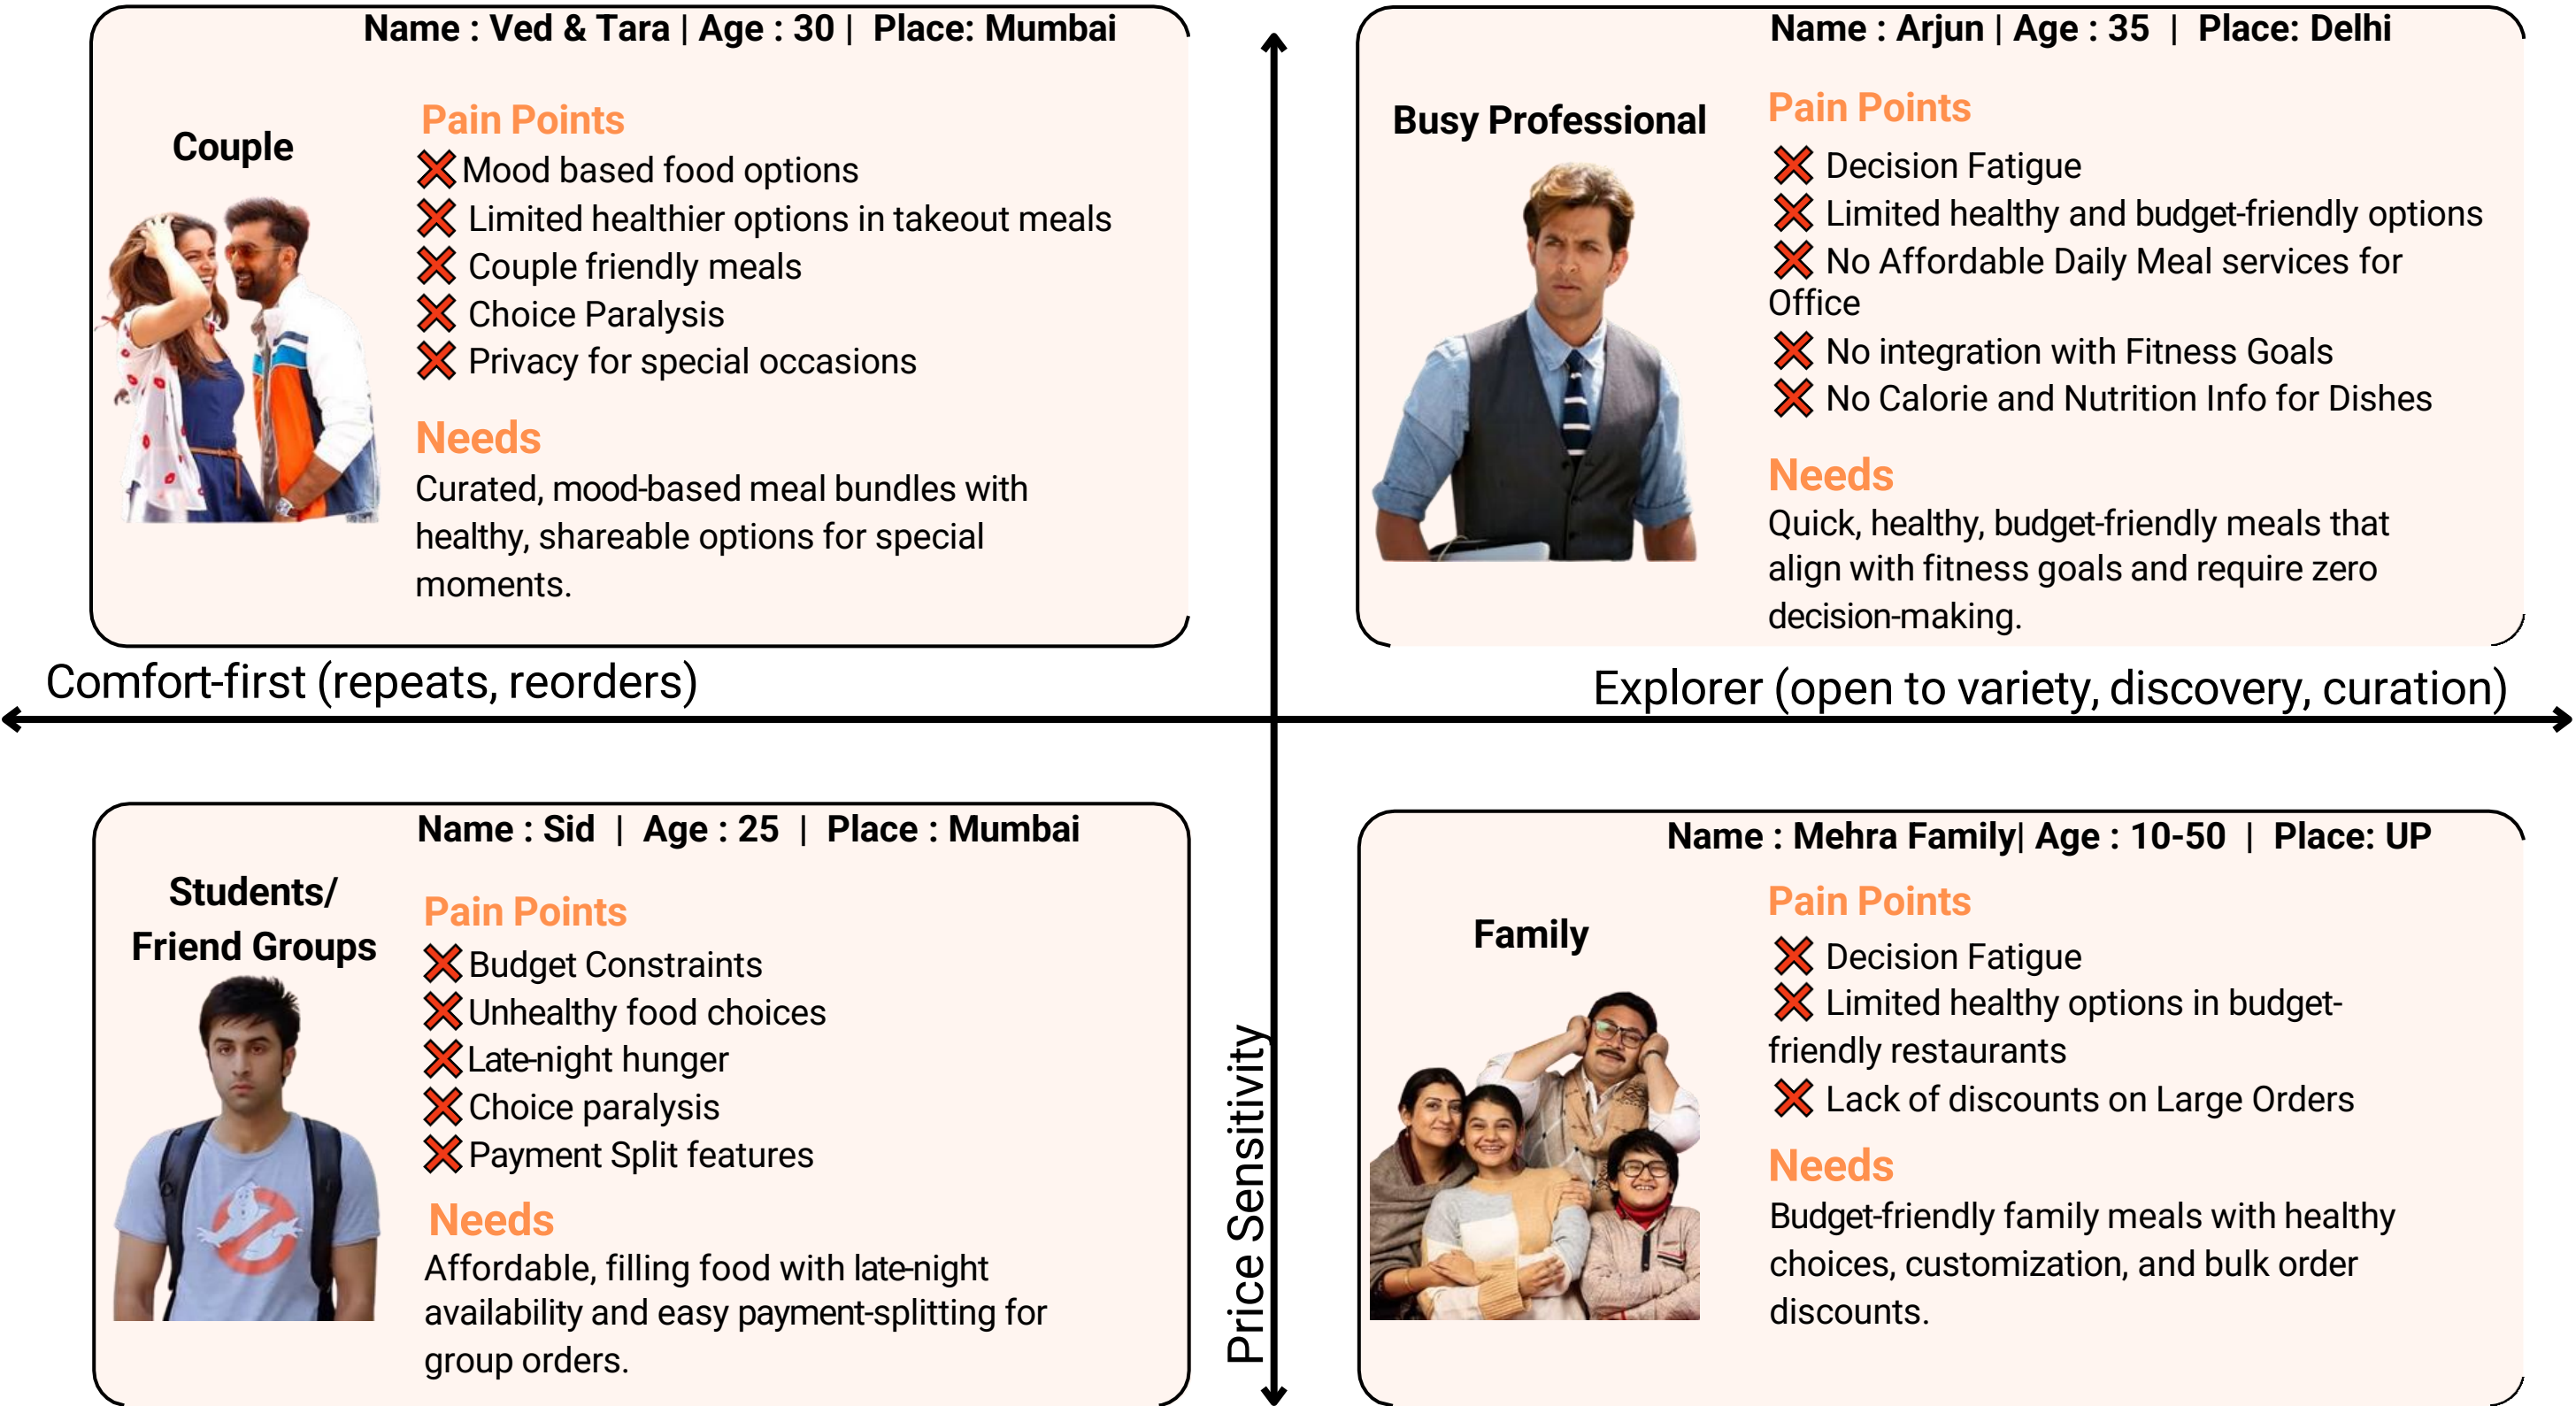 Name : Ved & Tara | Age : 30 | Place: Mumbai
Couple
Pain Points
Mood based food options
Limited healthier options in takeout meals
Couple friendly meals
Choice Paralysis
Privacy for special occasions
Needs
Curated, mood-based meal bundles with
healthy, shareable options for special
moments.
Name : Arjun | Age : 35 | Place: Delhi
Busy Professional
Pain Points
Decision Fatigue
Limited healthy and budget-friendly options
No Affordable Daily Meal services for
Office
No integration with Fitness Goals
No Calorie and Nutrition Info for Dishes
Needs
Quick, healthy, budget-friendly meals that
align with fitness goals and require zero
decision-making.
Comfort-first (repeats, reorders)
Explorer (open to variety, discovery, curation)
Name : Sid | Age : 25 | Place : Mumbai
Students/
Friend Groups
Pain Points
Budget Constraints
Unhealthy food choices
Late-night hunger
Choice paralysis
Payment Split features
Needs
Affordable, filling food with late-night
availability and easy payment-splitting for
group orders.
Price Sensitivity
Name : Mehra Family| Age : 10-50 | Place: UP
Family
Pain Points
Decision Fatigue
Limited healthy options in budget-
friendly restaurants
Lack of discounts on Large Orders
Needs
Budget-friendly family meals with healthy
choices, customization, and bulk order
discounts.